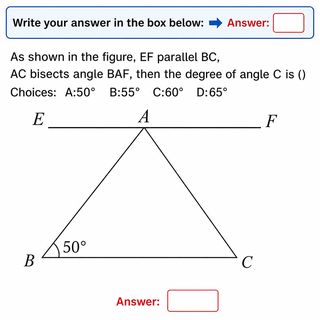 Write your answer in the box below: ➡ Answer:
As shown in the figure, EF parallel BC,
AC bisects angle BAF, then the degree of angle C is ()
Choices: A:50° B:55° C:60° D:65°
E A F
50°
B C
Answer: